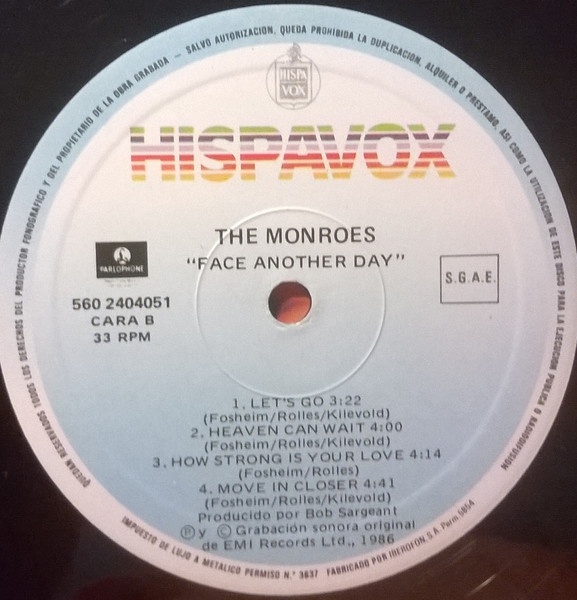 QUEDAN RESERVADOS TODOS LOS DERECHOS DEL PRODUCTOR FONOGRAFICO Y DEL PROPIETARIO DE LA OBRA GRABADA — SALVO AUTORIZACION, QUEDA PROHIBIDA LA DUPLICACION, ALQUILER O PRESTAMO, ASI COMO LA UTILIZACION DE ESTE DISCO PARA LA EJECUCION PUBLICA O RADIODIFUSION
HISPA
VOX
HISPAVOX
THE MONROES
"FACE ANOTHER DAY"
PARLOPHONE
S.G.A.E.
560 2404051
CARA B
33 RPM
1. LET'S GO 3:22
(Fosheim/Rolles/Kilevold)
2. HEAVEN CAN WAIT 4:00
(Fosheim/Rolles/Kilevold)
3. HOW STRONG IS YOUR LOVE 4:14
(Fosheim/Rolles)
4. MOVE IN CLOSER 4:41
(Fosheim/Rolles/Kilevold)
Producido por Bob Sargeant
Ⓟ y Ⓒ Grabación sonora original
de EMI Records Ltd., 1986
IMPUESTO DE LUJO A METALICO PERMISO N.° 3637 FABRICADO POR IBEROFON, S.A. Perm. 5054